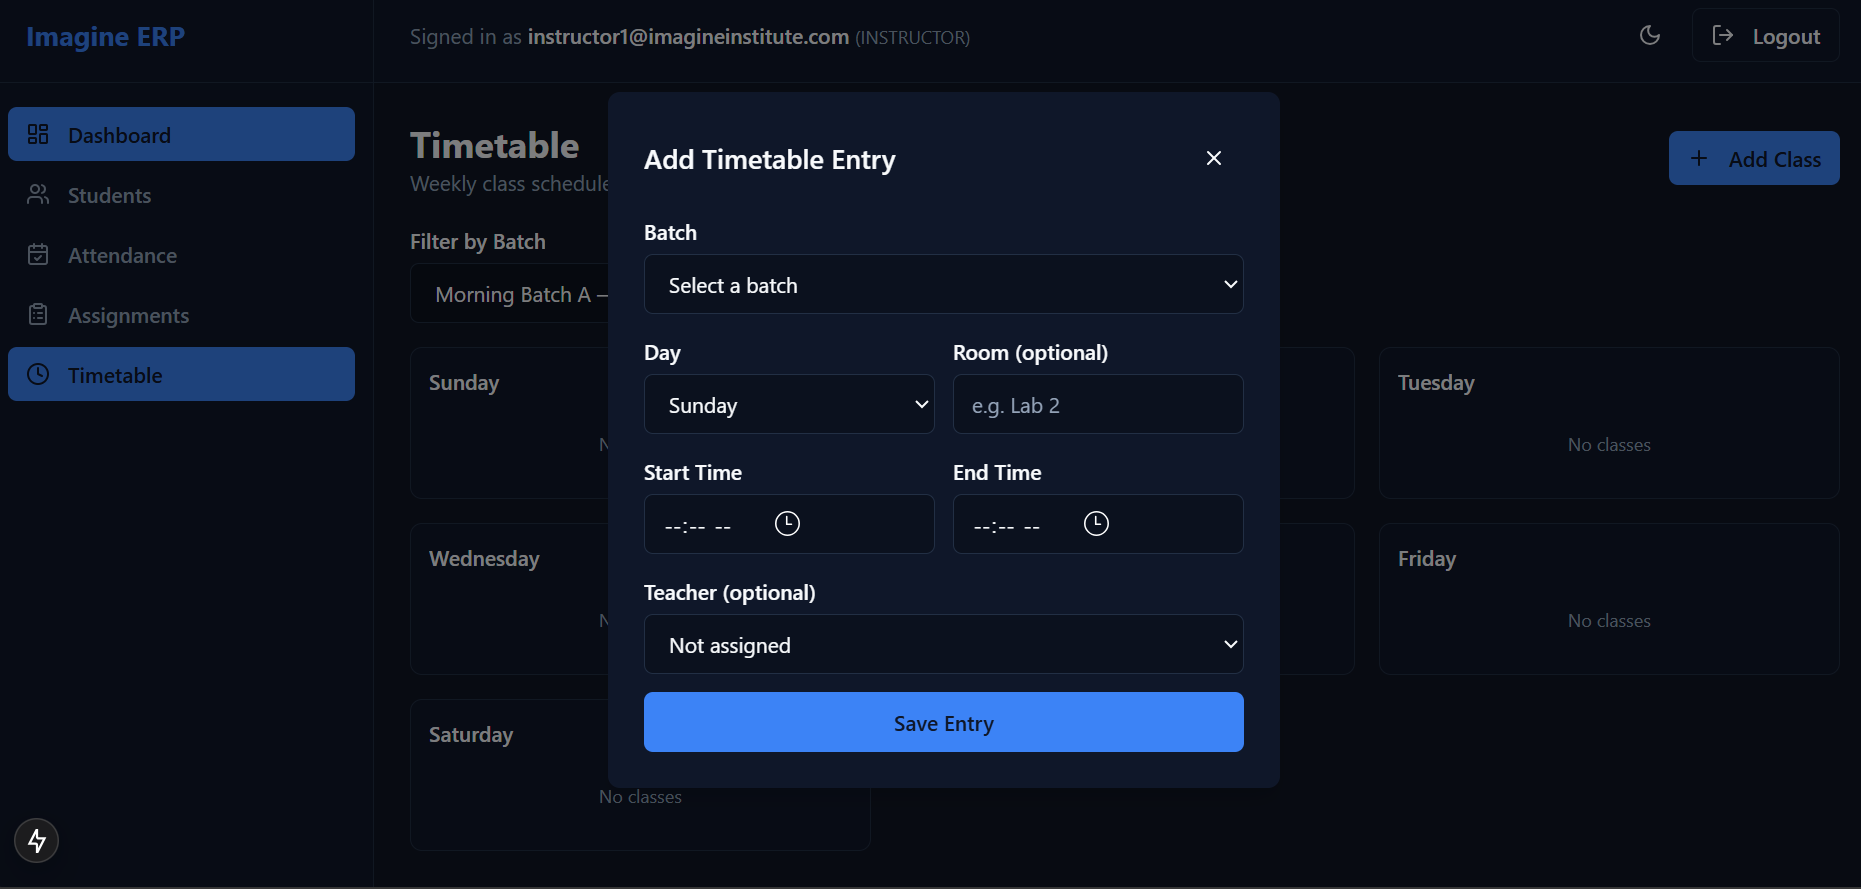 Imagine ERP
Signed in as instructor1@imagineinstitute.com (INSTRUCTOR)
Logout
Dashboard
Students
Attendance
Assignments
Timetable
Timetable
Weekly class schedule
Add Class
Filter by Batch
Morning Batch A –
Sunday
Tuesday
No classes
Wednesday
Friday
No classes
Saturday
No classes
Add Timetable Entry
Batch
Select a batch
Day
Room (optional)
Sunday
e.g. Lab 2
Start Time
End Time
--:-- --
--:-- --
Teacher (optional)
Not assigned
Save Entry